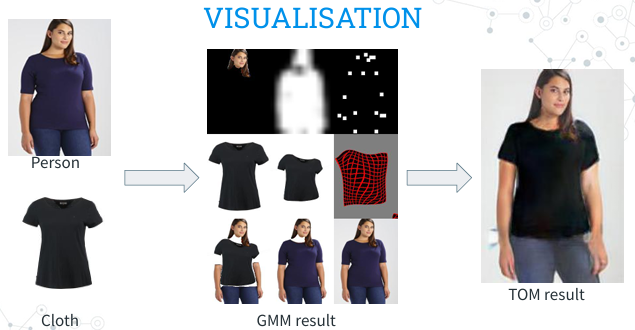 VISUALISATION
Person
Cloth
GMM result
TOM result